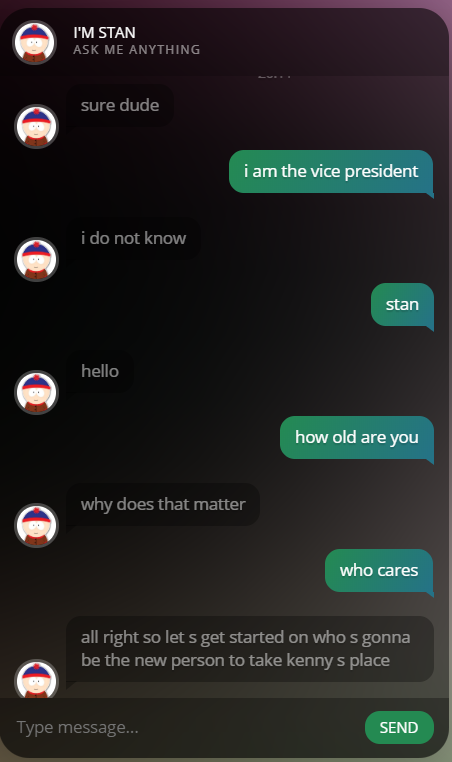 I'M STAN
ASK ME ANYTHING
sure dude
i am the vice president
i do not know
stan
hello
how old are you
why does that matter
who cares
all right so let s get started on who s gonna
be the new person to take kenny s place
Type message...
SEND